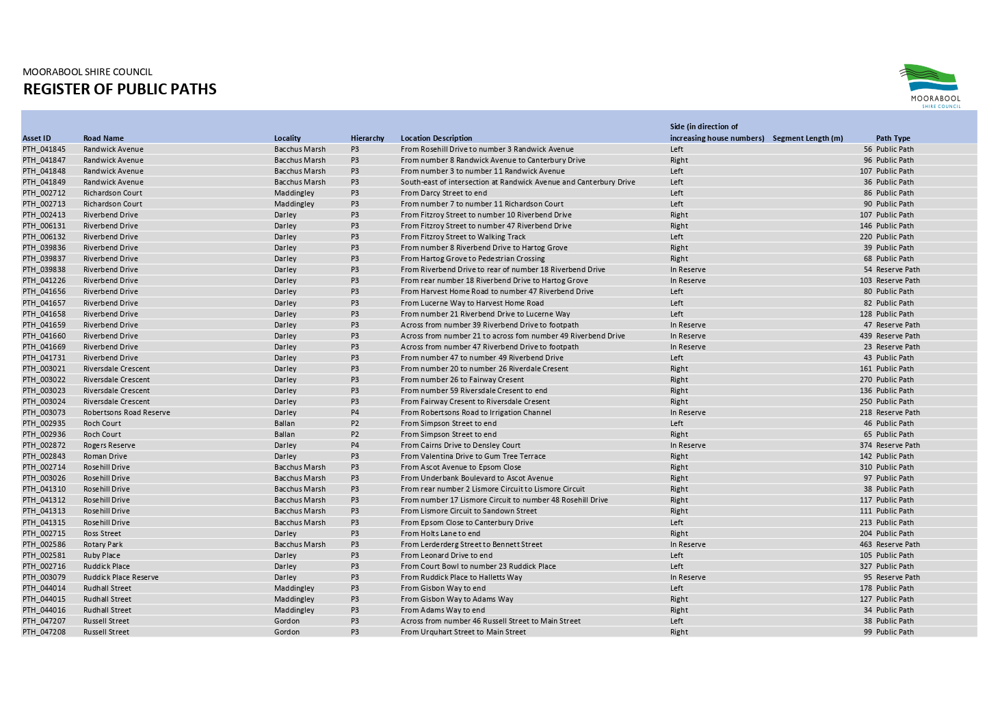 MOORABOOL SHIRE COUNCIL
REGISTER OF PUBLIC PATHS
MOORABOOL
SHIRE COUNCIL
Asset ID Road Name Locality Hierarchy Location Description Side (in direction of increasing house numbers) Segment Length (m) Path Type
PTH_041845 Randwick Avenue Bacchus Marsh P3 From Rosehill Drive to number 3 Randwick Avenue Left 56 Public Path
PTH_041847 Randwick Avenue Bacchus Marsh P3 From number 8 Randwick Avenue to Canterbury Drive Right 96 Public Path
PTH_041848 Randwick Avenue Bacchus Marsh P3 From number 3 to number 11 Randwick Avenue Left 107 Public Path
PTH_041849 Randwick Avenue Bacchus Marsh P3 South-east of intersection at Randwick Avenue and Canterbury Drive Left 36 Public Path
PTH_002712 Richardson Court Maddingley P3 From Darcy Street to end Left 86 Public Path
PTH_002713 Richardson Court Maddingley P3 From number 7 to number 11 Richardson Court Left 90 Public Path
PTH_002413 Riverbend Drive Darley P3 From Fitzroy Street to number 10 Riverbend Drive Right 107 Public Path
PTH_006131 Riverbend Drive Darley P3 From Fitzroy Street to number 47 Riverbend Drive Right 146 Public Path
PTH_006132 Riverbend Drive Darley P3 From Fitzroy Street to Walking Track Left 220 Public Path
PTH_039836 Riverbend Drive Darley P3 From number 8 Riverbend Drive to Hartog Grove Right 39 Public Path
PTH_039837 Riverbend Drive Darley P3 From Hartog Grove to Pedestrian Crossing Right 68 Public Path
PTH_039838 Riverbend Drive Darley P3 From Riverbend Drive to rear of number 18 Riverbend Drive In Reserve 54 Reserve Path
PTH_041226 Riverbend Drive Darley P3 From rear number 18 Riverbend Drive to Hartog Grove In Reserve 103 Reserve Path
PTH_041656 Riverbend Drive Darley P3 From Harvest Home Road to number 47 Riverbend Drive Left 80 Public Path
PTH_041657 Riverbend Drive Darley P3 From Lucerne Way to Harvest Home Road Left 82 Public Path
PTH_041658 Riverbend Drive Darley P3 From number 21 Riverbend Drive to Lucerne Way Left 128 Public Path
PTH_041659 Riverbend Drive Darley P3 Across from number 39 Riverbend Drive to footpath In Reserve 47 Reserve Path
PTH_041660 Riverbend Drive Darley P3 Across from number 21 to across fom number 49 Riverbend Drive In Reserve 439 Reserve Path
PTH_041669 Riverbend Drive Darley P3 Across from number 47 Riverbend Drive to footpath In Reserve 23 Reserve Path
PTH_041731 Riverbend Drive Darley P3 From number 47 to number 49 Riverbend Drive Left 43 Public Path
PTH_003021 Riversdale Crescent Darley P3 From number 20 to number 26 Riverdale Cresent Right 161 Public Path
PTH_003022 Riversdale Crescent Darley P3 From number 26 to Fairway Cresent Right 270 Public Path
PTH_003023 Riversdale Crescent Darley P3 From number 59 Riversdale Cresent to end Right 136 Public Path
PTH_003024 Riversdale Crescent Darley P3 From Fairway Cresent to Riversdale Cresent Right 250 Public Path
PTH_003073 Robertsons Road Reserve Darley P4 From Robertsons Road to Irrigation Channel In Reserve 218 Reserve Path
PTH_002935 Roch Court Ballan P2 From Simpson Street to end Left 46 Public Path
PTH_002936 Roch Court Ballan P2 From Simpson Street to end Right 65 Public Path
PTH_002872 Rogers Reserve Darley P4 From Cairns Drive to Densley Court In Reserve 374 Reserve Path
PTH_002843 Roman Drive Darley P3 From Valentina Drive to Gum Tree Terrace Right 142 Public Path
PTH_002714 Rosehill Drive Bacchus Marsh P3 From Ascot Avenue to Epsom Close Right 310 Public Path
PTH_003026 Rosehill Drive Bacchus Marsh P3 From Underbank Boulevard to Ascot Avenue Right 97 Public Path
PTH_041310 Rosehill Drive Bacchus Marsh P3 From rear number 2 Lismore Circuit to Lismore Circuit Right 38 Public Path
PTH_041312 Rosehill Drive Bacchus Marsh P3 From number 17 Lismore Circuit to number 48 Rosehill Drive Right 117 Public Path
PTH_041313 Rosehill Drive Bacchus Marsh P3 From Lismore Circuit to Sandown Street Right 111 Public Path
PTH_041315 Rosehill Drive Bacchus Marsh P3 From Epsom Close to Canterbury Drive Left 213 Public Path
PTH_002715 Ross Street Darley P3 From Holts Lane to end Right 204 Public Path
PTH_002586 Rotary Park Bacchus Marsh P3 From Lerderderg Street to Bennett Street In Reserve 463 Reserve Path
PTH_002581 Ruby Place Darley P3 From Leonard Drive to end Left 105 Public Path
PTH_002716 Ruddick Place Darley P3 From Court Bowl to number 23 Ruddick Place Left 327 Public Path
PTH_003079 Ruddick Place Reserve Darley P3 From Ruddick Place to Halletts Way In Reserve 95 Reserve Path
PTH_044014 Rudhall Street Maddingley P3 From Gisbon Way to end Left 178 Public Path
PTH_044015 Rudhall Street Maddingley P3 From Gisbon Way to Adams Way Right 127 Public Path
PTH_044016 Rudhall Street Maddingley P3 From Adams Way to end Right 34 Public Path
PTH_047207 Russell Street Gordon P3 Across from number 46 Russell Street to Main Street Left 38 Public Path
PTH_047208 Russell Street Gordon P3 From Urquhart Street to Main Street Right 99 Public Path